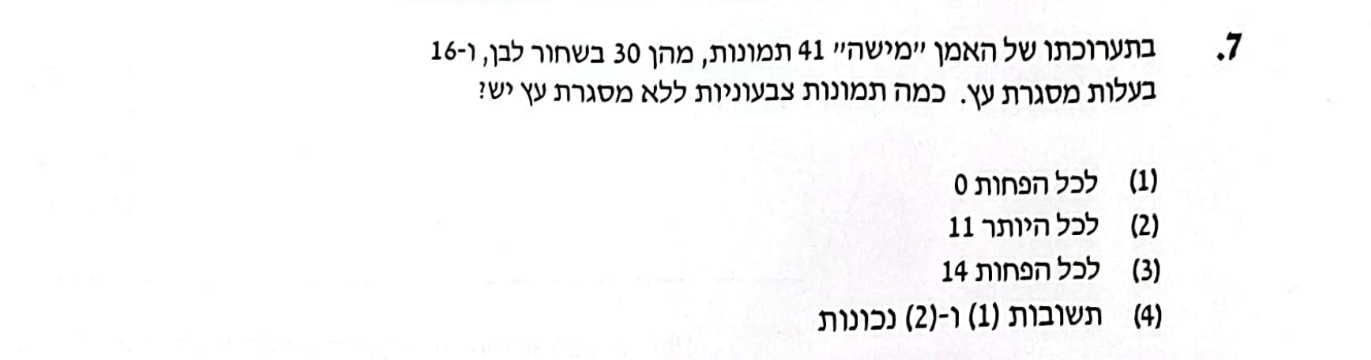 .7 בתערוכתו של האמן "מישה" 41 תמונות, מהן 30 בשחור לבן, ו-16
בעלות מסגרת עץ. כמה תמונות צבעוניות ללא מסגרת עץ יש?
(1) לכל הפחות 0
(2) לכל היותר 11
(3) לכל הפחות 14
(4) תשובות (1) ו-(2) נכונות